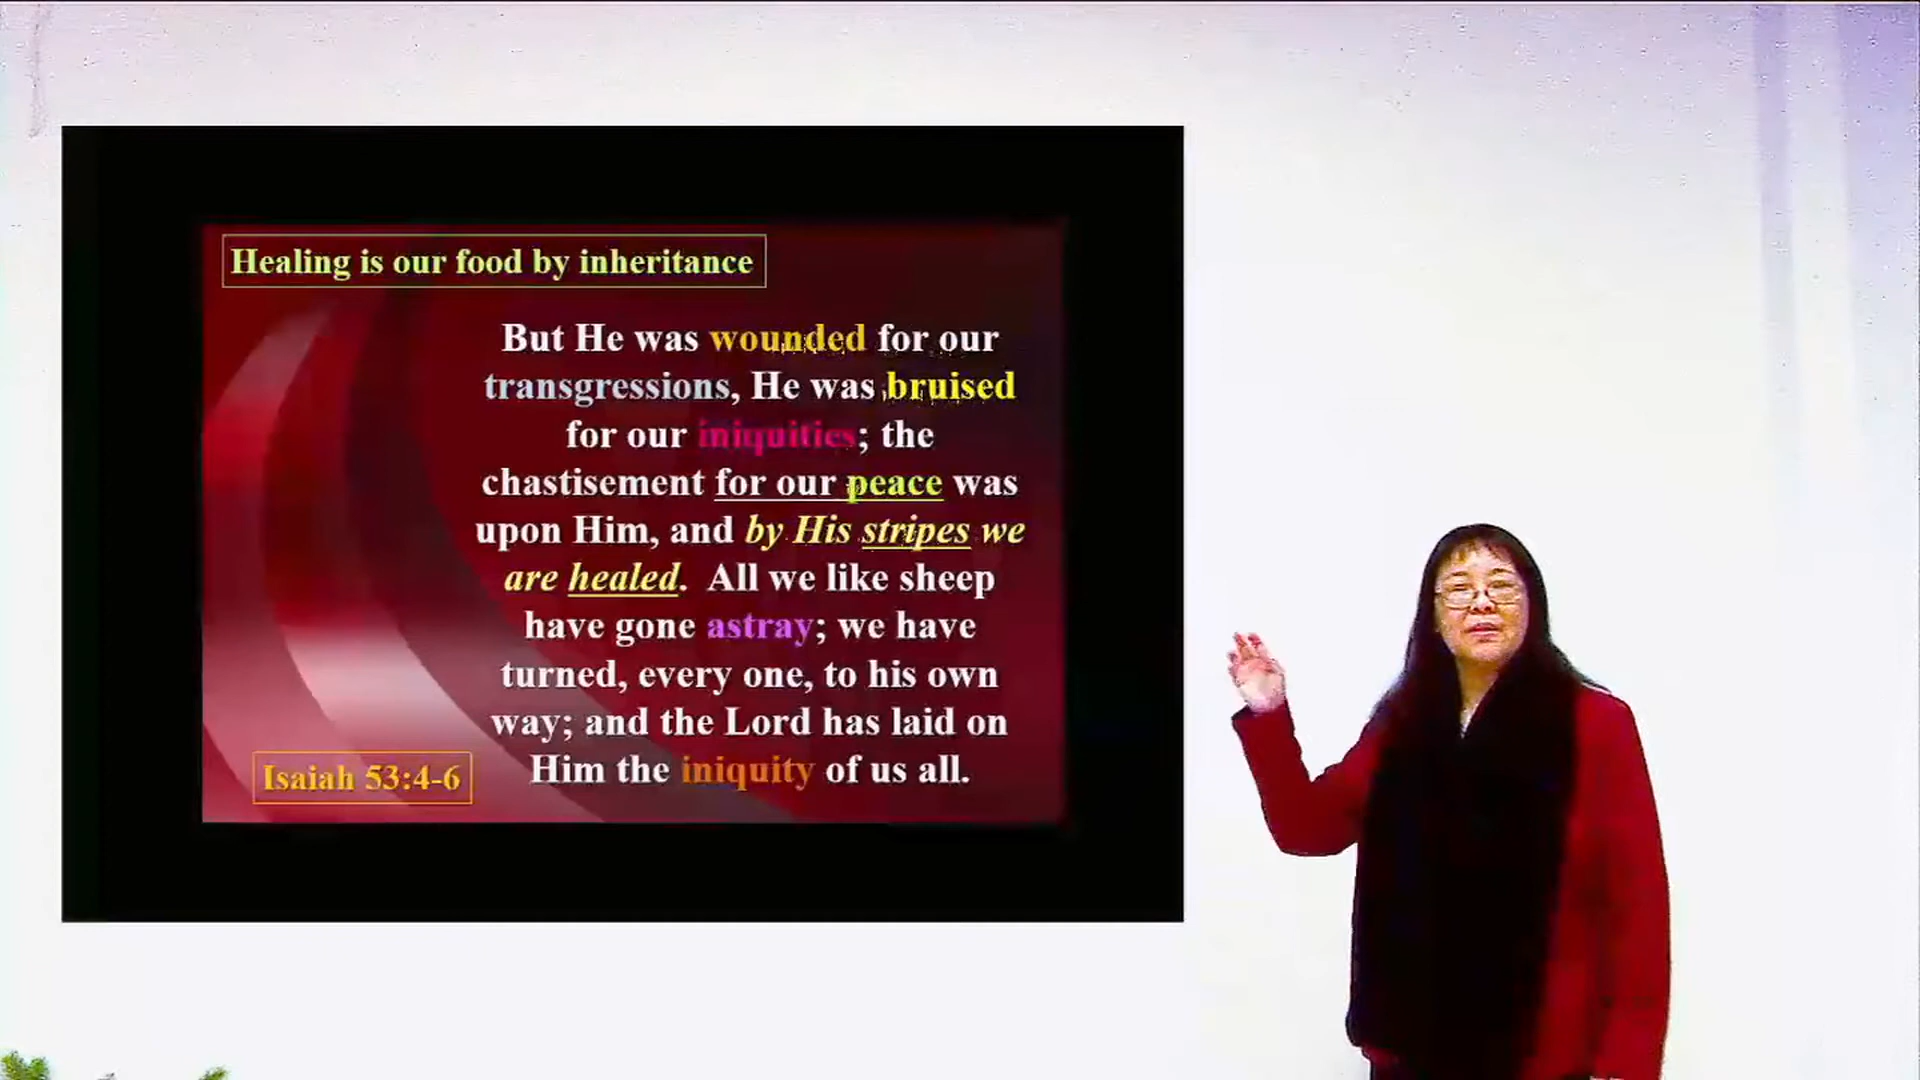 Healing is our food by inheritance
But He was wounded for our
transgressions, He was bruised
for our iniquities; the
chastisement for our peace was
upon Him, and by His stripes we
are healed. All we like sheep
have gone astray; we have
turned, every one, to his own
way; and the Lord has laid on
Him the iniquity of us all.
Isaiah 53:4-6